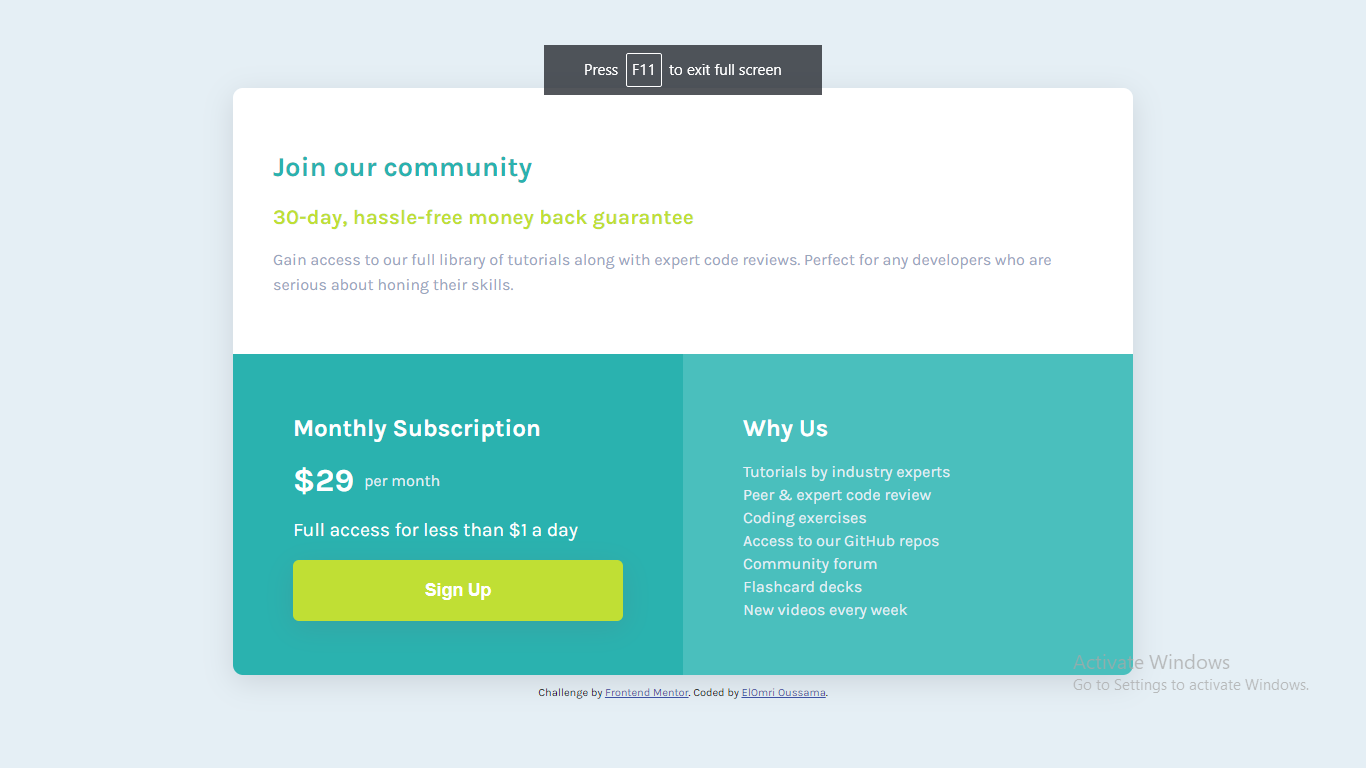 Press F11 to exit full screen
Join our community
30-day, hassle-free money back guarantee
Gain access to our full library of tutorials along with expert code reviews. Perfect for any developers who are
serious about honing their skills.
Monthly Subscription
$29 per month
Full access for less than $1 a day
Sign Up
Why Us
Tutorials by industry experts
Peer & expert code review
Coding exercises
Access to our GitHub repos
Community forum
Flashcard decks
New videos every week
Activate Windows
Go to Settings to activate Windows.
Challenge by Frontend Mentor. Coded by ElOmri Oussama.